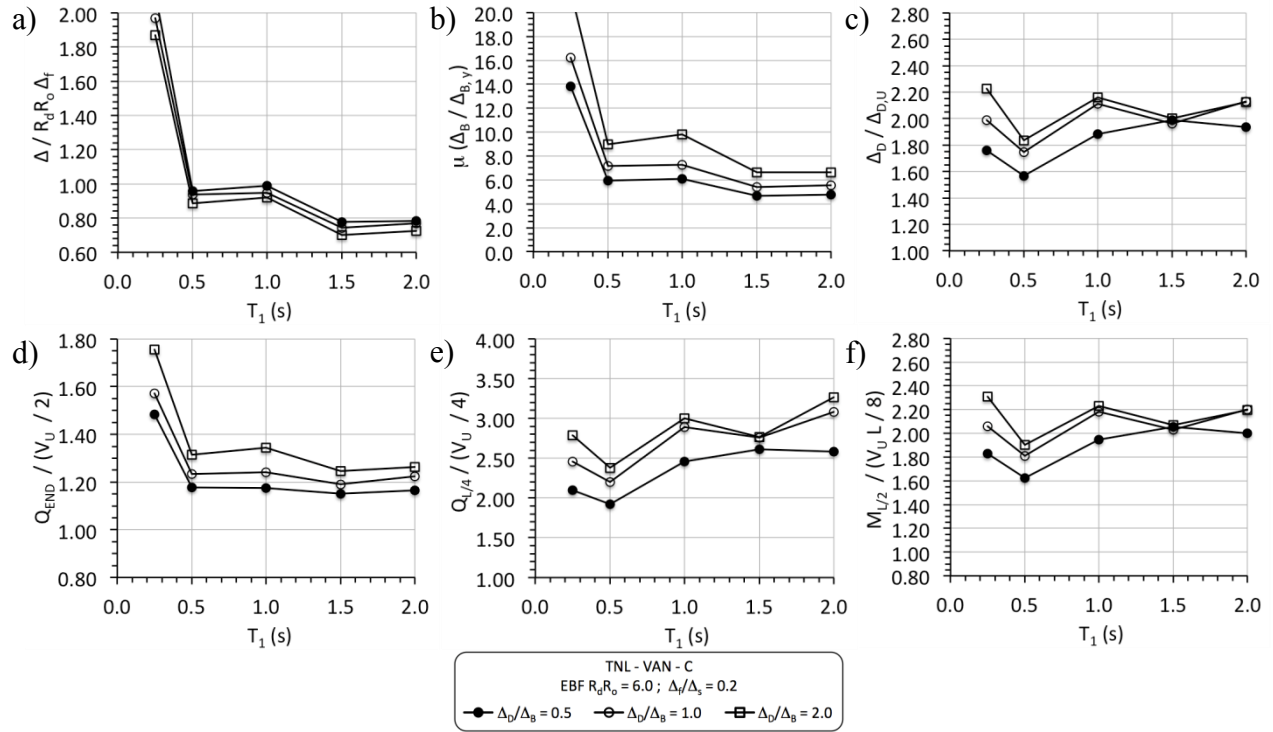 a)
2.00
1.80
1.60
1.40
1.20
1.00
0.80
0.60
Δ / R_d R_o Δ_f
0.0 0.5 1.0 1.5 2.0
T_1 (s)
b)
20.0
18.0
16.0
14.0
12.0
10.0
8.0
6.0
4.0
2.0
0.0
μ (Δ_B / Δ_B,y)
0.0 0.5 1.0 1.5 2.0
T_1 (s)
c)
2.80
2.60
2.40
2.20
2.00
1.80
1.60
1.40
1.20
1.00
Δ_D / Δ_D,U
0.0 0.5 1.0 1.5 2.0
T_1 (s)
d)
1.80
1.60
1.40
1.20
1.00
0.80
Q_END / (V_U / 2)
0.0 0.5 1.0 1.5 2.0
T_1 (s)
e)
4.00
3.50
3.00
2.50
2.00
1.50
1.00
Q_L/4 / (V_U / 4)
0.0 0.5 1.0 1.5 2.0
T_1 (s)
f)
2.80
2.60
2.40
2.20
2.00
1.80
1.60
1.40
1.20
1.00
0.80
M_L/2 / (V_U L / 8)
0.0 0.5 1.0 1.5 2.0
T_1 (s)
TNL - VAN - C
EBF R_d R_o = 6.0 ; Δ_f/Δ_s = 0.2
Δ_D/Δ_B = 0.5 Δ_D/Δ_B = 1.0 Δ_D/Δ_B = 2.0